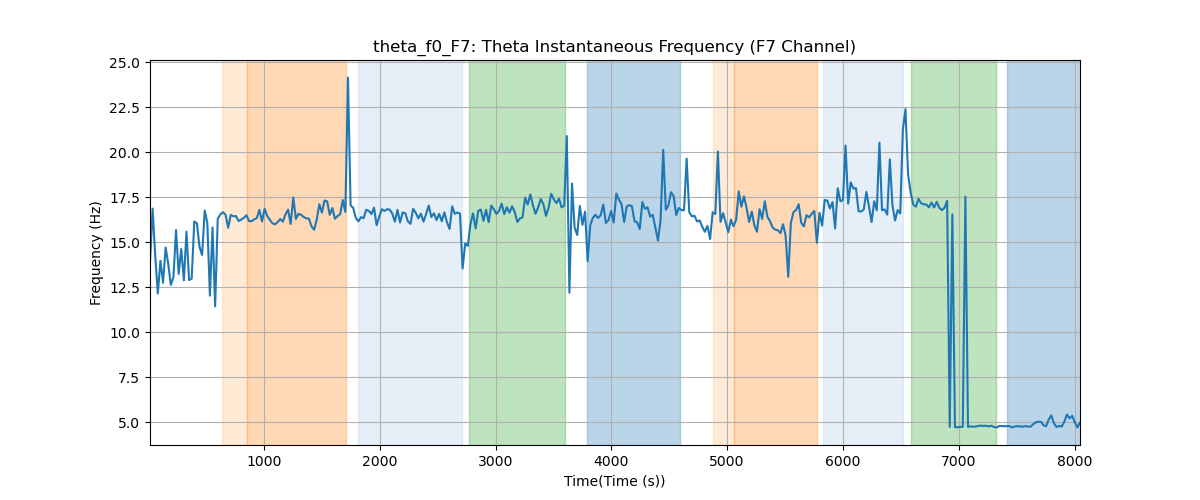 theta_f0_F7: Theta Instantaneous Frequency (F7 Channel)
25.0
22.5
20.0
17.5
15.0
12.5
10.0
7.5
5.0
Frequency (Hz)
1000 2000 3000 4000 5000 6000 7000 8000
Time(Time (s))